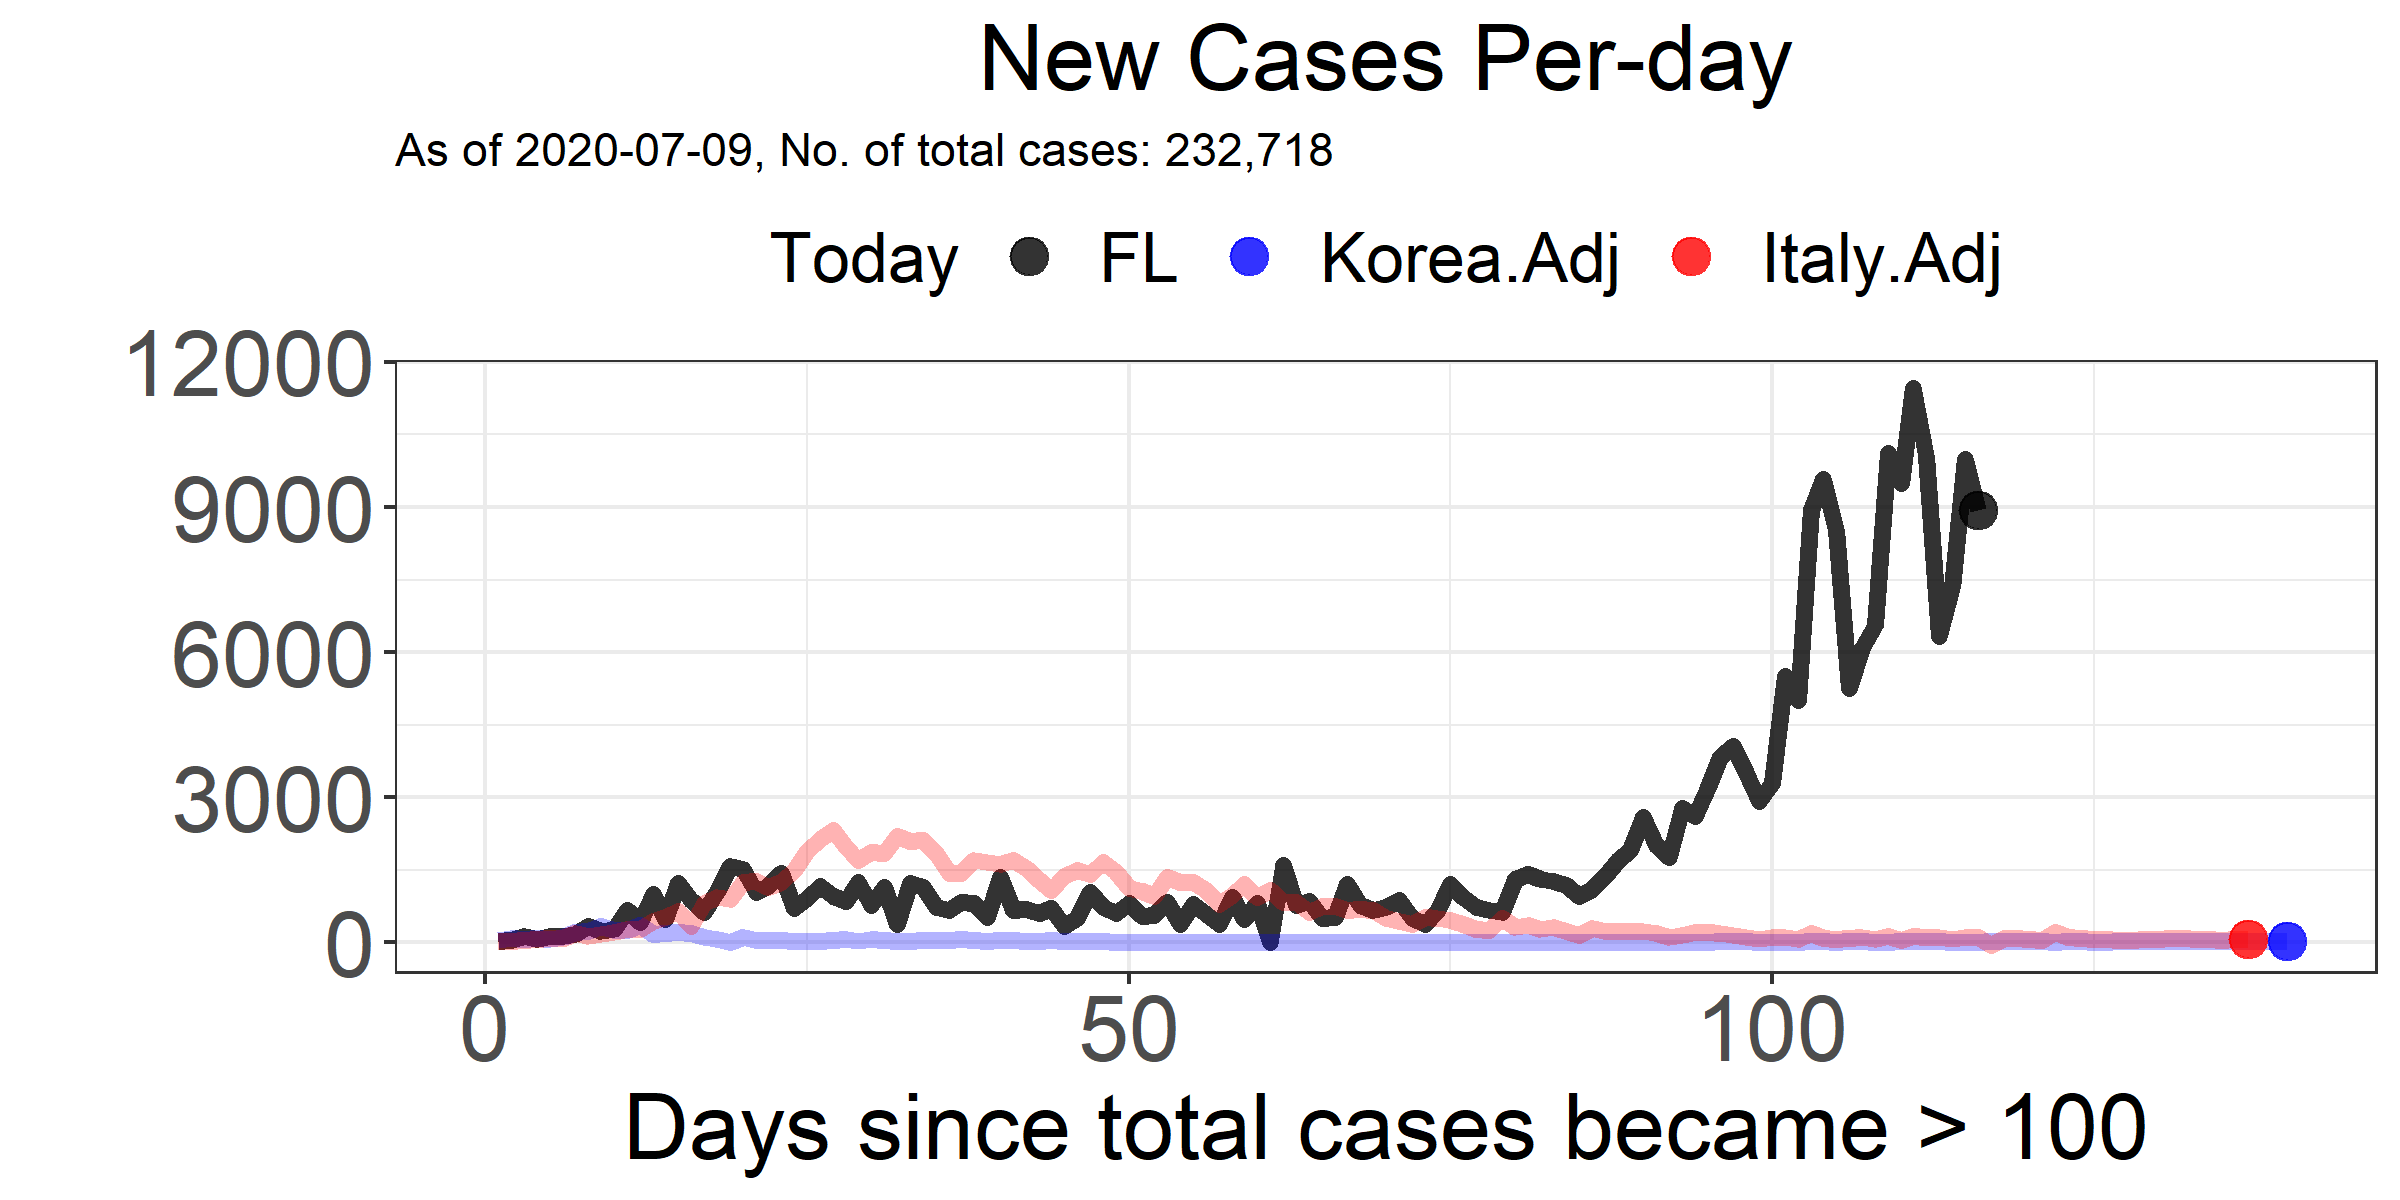 New Cases Per-day
As of 2020-07-09, No. of total cases: 232,718
Today FL Korea.Adj Italy.Adj
12000
9000
6000
3000
0
0 50 100
Days since total cases became > 100